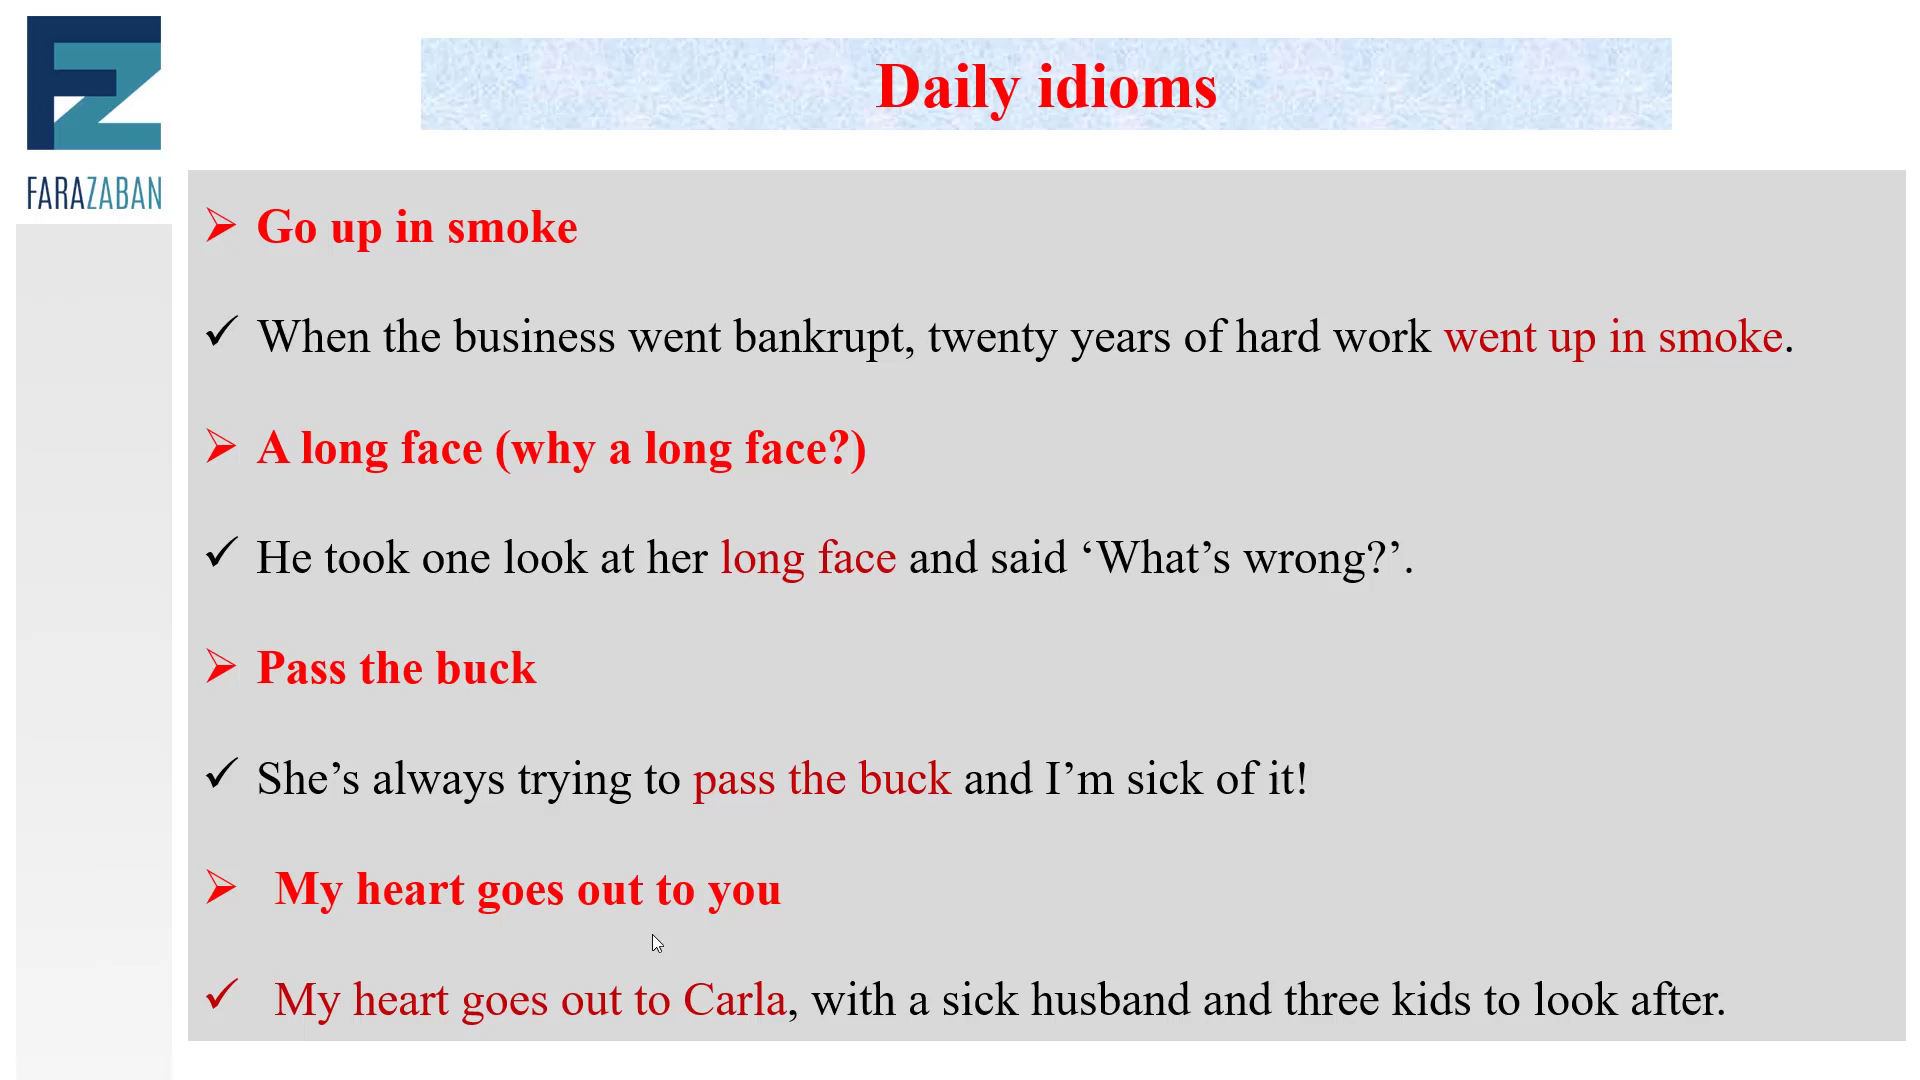 Daily idioms
FARAZABAN
Go up in smoke
When the business went bankrupt, twenty years of hard work went up in smoke.
A long face (why a long face?)
He took one look at her long face and said ‘What’s wrong?’.
Pass the buck
She’s always trying to pass the buck and I’m sick of it!
My heart goes out to you
My heart goes out to Carla, with a sick husband and three kids to look after.